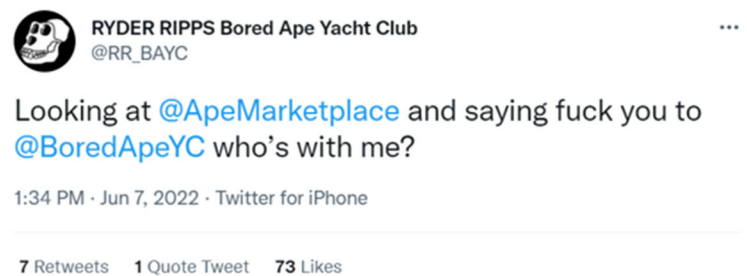 RYDER RIPPS Bored Ape Yacht Club
@RR_BAYC
Looking at @ApeMarketplace and saying fuck you to
@BoredApeYC who’s with me?
1:34 PM · Jun 7, 2022 · Twitter for iPhone
7 Retweets 1 Quote Tweet 73 Likes